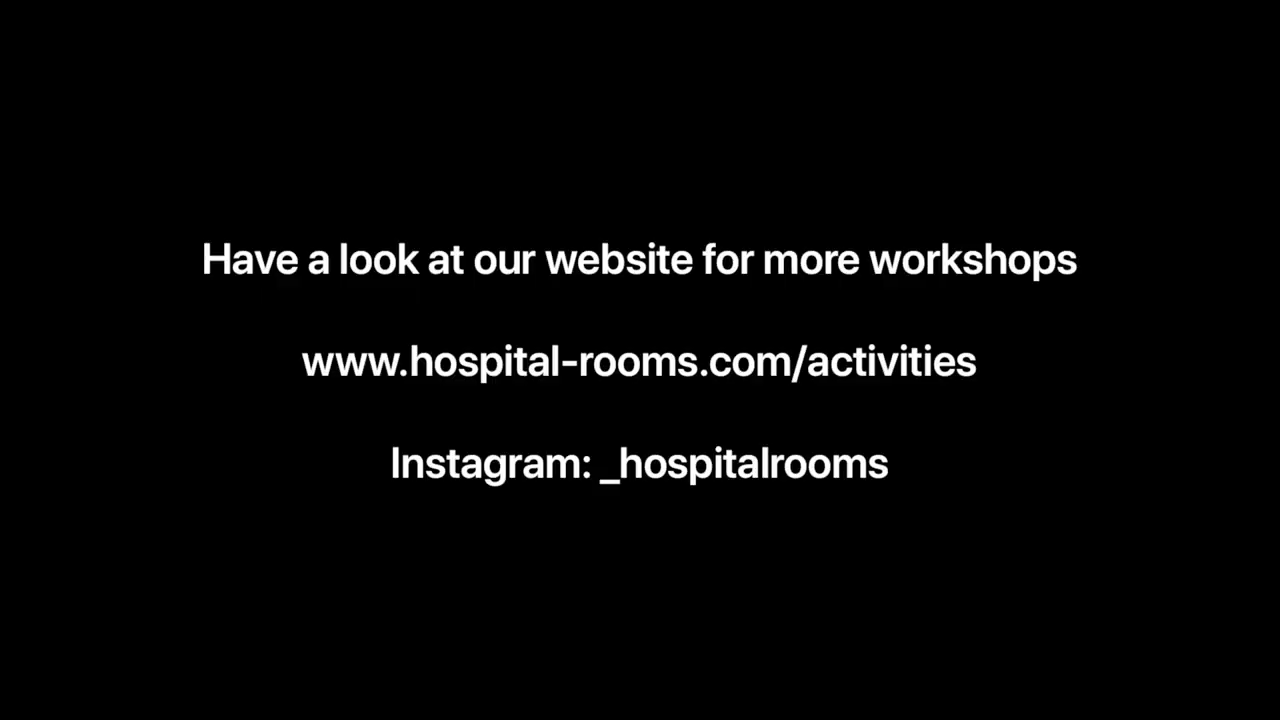 Have a look at our website for more workshops
www.hospital-rooms.com/activities
Instagram: _hospitalrooms